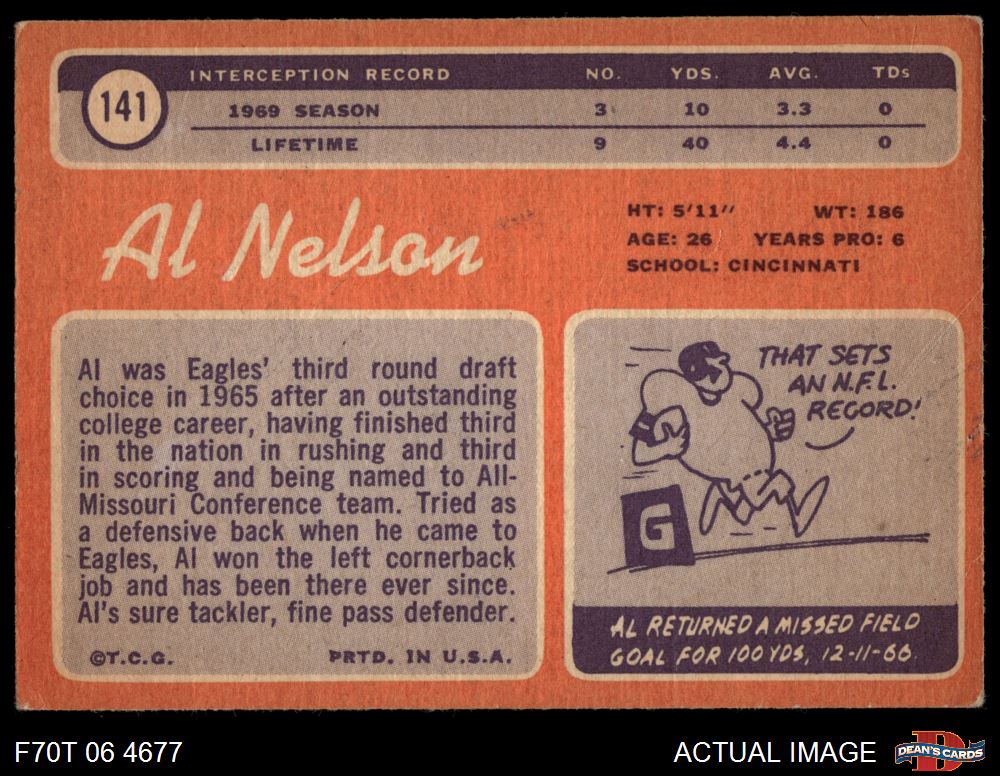 141
INTERCEPTION RECORD NO. YDS. AVG. TDs
1969 SEASON 3 10 3.3 0
LIFETIME 9 40 4.4 0
Al Nelson
HT: 5'11" WT: 186
AGE: 26 YEARS PRO: 6
SCHOOL: CINCINNATI
Al was Eagles' third round draft
choice in 1965 after an outstanding
college career, having finished third
in the nation in rushing and third
in scoring and being named to All-
Missouri Conference team. Tried as
a defensive back when he came to
Eagles, Al won the left cornerback
job and has been there ever since.
Al's sure tackler, fine pass defender.
©T.C.G. PRTD. IN U.S.A.
THAT SETS
AN N.F.L.
RECORD!
G
AL RETURNED A MISSED FIELD
GOAL FOR 100 YDS, 12-11-66.
F70T 06 4677
ACTUAL IMAGE
D
DEAN'S CARDS